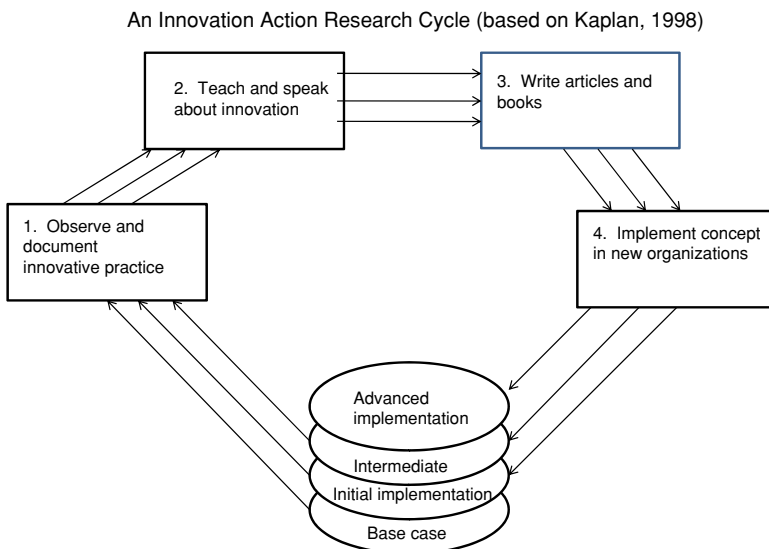 An Innovation Action Research Cycle (based on Kaplan, 1998)
2. Teach and speak
about innovation
3. Write articles and
books
1. Observe and
document
innovative practice
4. Implement concept
in new organizations
Advanced
implementation
Intermediate
Initial implementation
Base case